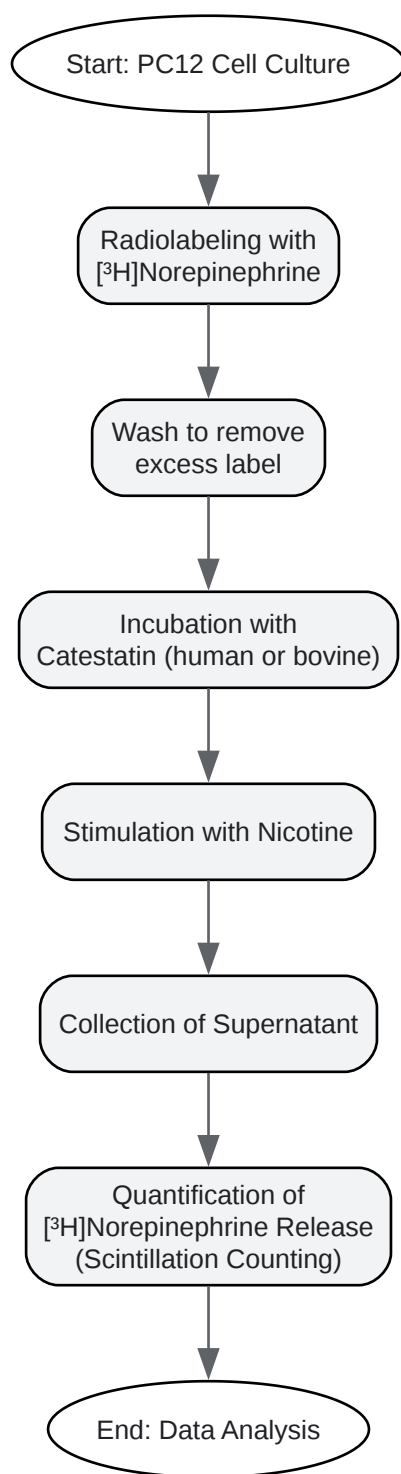 Start: PC12 Cell Culture
Radiolabeling with
[³H]Norepinephrine
Wash to remove
excess label
Incubation with
Catestatin (human or bovine)
Stimulation with Nicotine
Collection of Supernatant
Quantification of
[³H]Norepinephrine Release
(Scintillation Counting)
End: Data Analysis